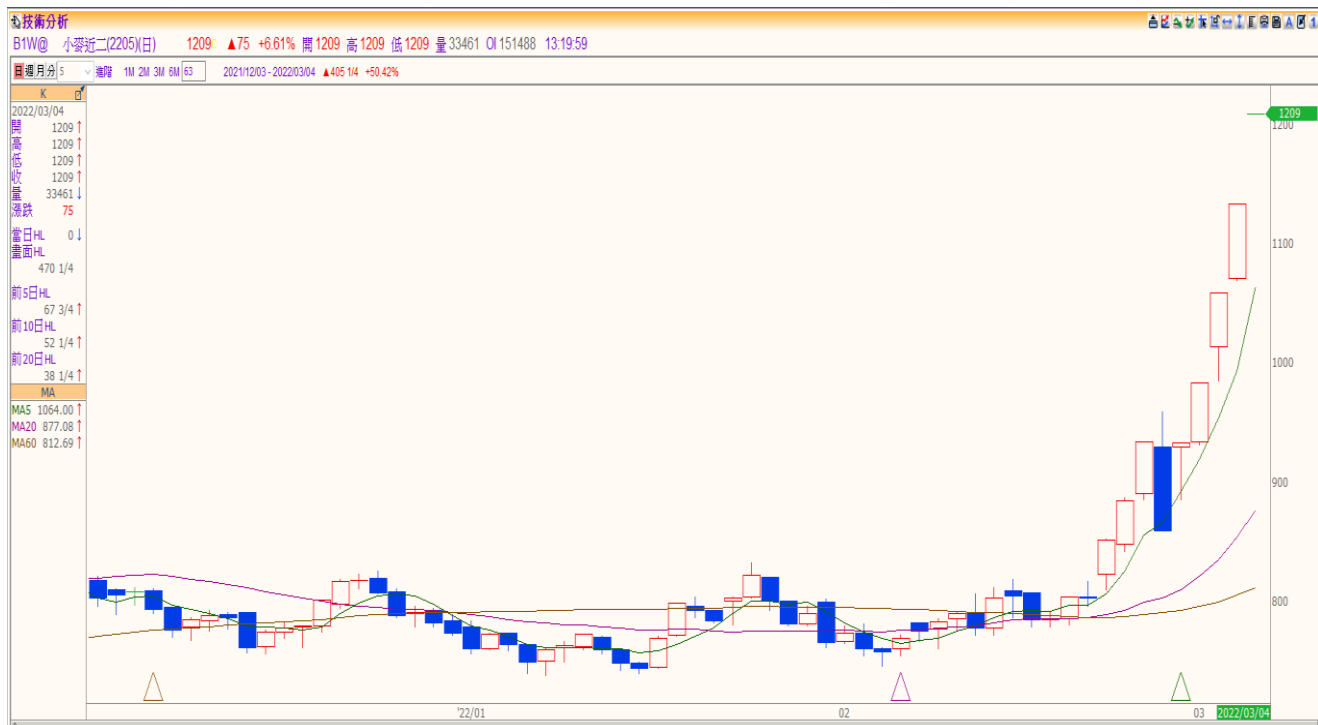 技術分析
B1W@ 小麥近二(2205)(日) 1209 ▲75 +6.61% 開 1209 高 1209 低 1209 量 33461 OI 151488 13:19:59
日 週 月 分 5 進階 1M 2M 3M 6M 63 2021/12/03 - 2022/03/04 ▲405 1/4 +50.42%
K
2022/03/04
開 1209↑
高 1209↑
低 1209↑
收 1209↑
量 33461↓
漲跌 75
當日HL 0↓
畫面HL
470 1/4
前5日HL
67 3/4↑
前10日HL
52 1/4↑
前20日HL
38 1/4↑
MA
MA5 1064.00↑
MA20 877.08↑
MA60 812.69↑
1209
1200
1100
1000
900
800
'22/01 02 03 2022/03/04